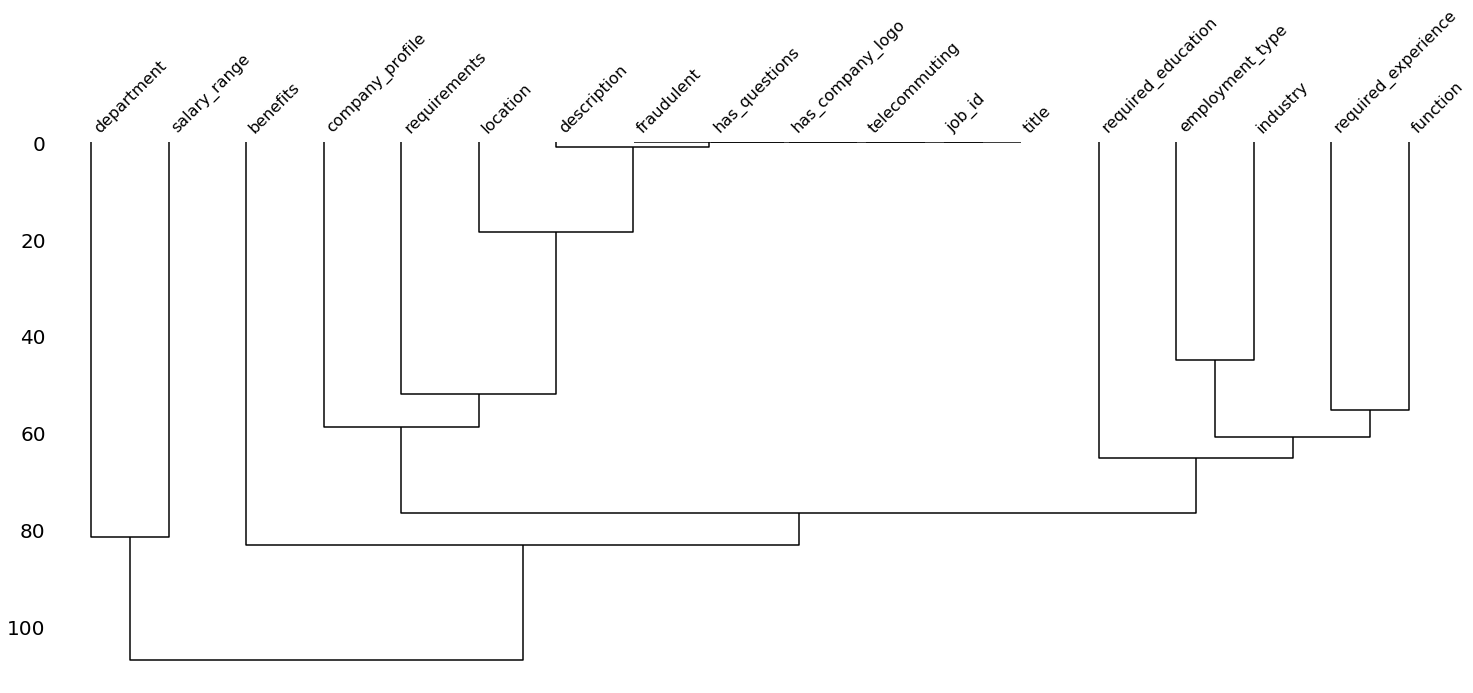 department
salary_range
benefits
company_profile
requirements
location
description
fraudulent
has_questions
has_company_logo
telecommuting
job_id
title
required_education
employment_type
industry
required_experience
function
0
20
40
60
80
100